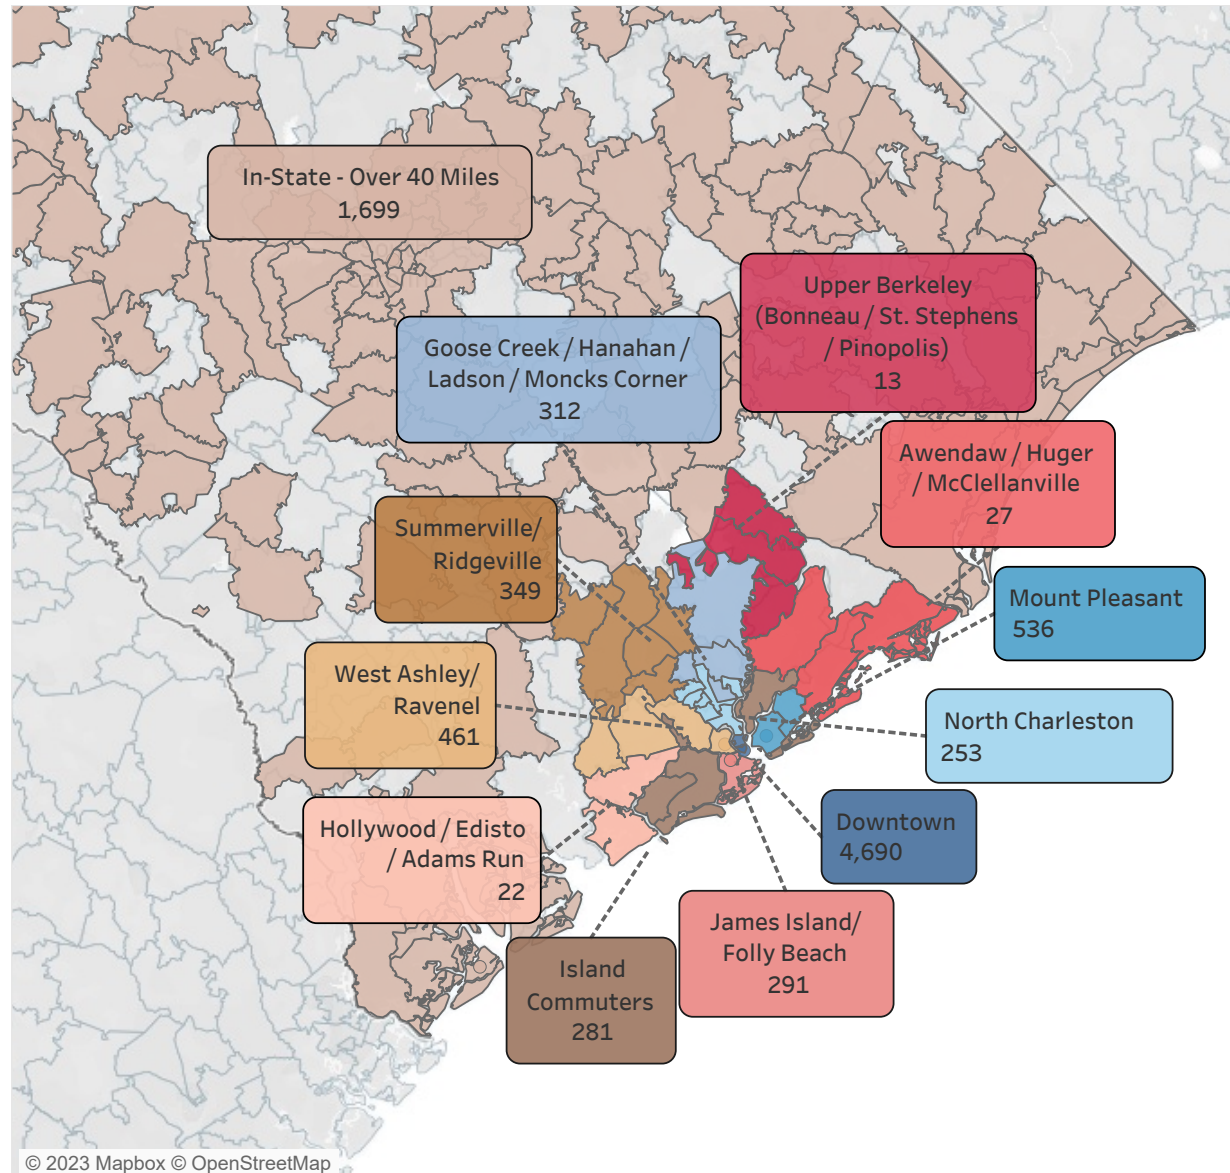 In-State - Over 40 Miles
1,699
Upper Berkeley
(Bonneau / St. Stephens
/ Pinopolis)
13
Goose Creek / Hanahan /
Ladson / Moncks Corner
312
Awendaw / Huger
/ McClellanville
27
Summerville/
Ridgeville
349
Mount Pleasant
536
West Ashley/
Ravenel
461
North Charleston
253
Hollywood / Edisto
/ Adams Run
22
Downtown
4,690
James Island/
Folly Beach
291
Island
Commuters
281
© 2023 Mapbox © OpenStreetMap